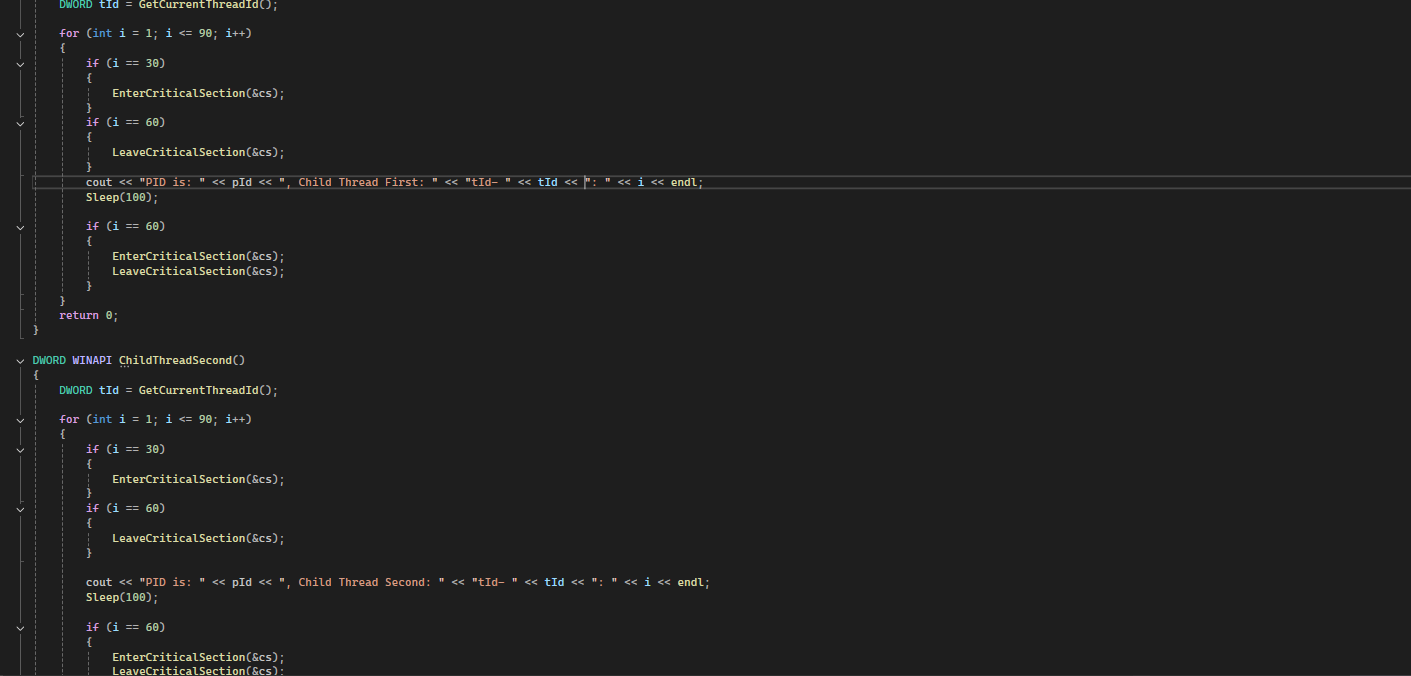 DWORD tId = GetCurrentThreadId();
for (int i = 1; i <= 90; i++)
{
if (i == 30)
{
EnterCriticalSection(&cs);
}
if (i == 60)
{
LeaveCriticalSection(&cs);
}
cout << "PID is: " << pId << ", Child Thread First: " << "tId- " << tId << ": " << i << endl;
Sleep(100);
if (i == 60)
{
EnterCriticalSection(&cs);
LeaveCriticalSection(&cs);
}
}
return 0;
}
DWORD WINAPI ChildThreadSecond()
{
DWORD tId = GetCurrentThreadId();
for (int i = 1; i <= 90; i++)
{
if (i == 30)
{
EnterCriticalSection(&cs);
}
if (i == 60)
{
LeaveCriticalSection(&cs);
}
cout << "PID is: " << pId << ", Child Thread Second: " << "tId- " << tId << ": " << i << endl;
Sleep(100);
if (i == 60)
{
EnterCriticalSection(&cs);
LeaveCriticalSection(&cs);